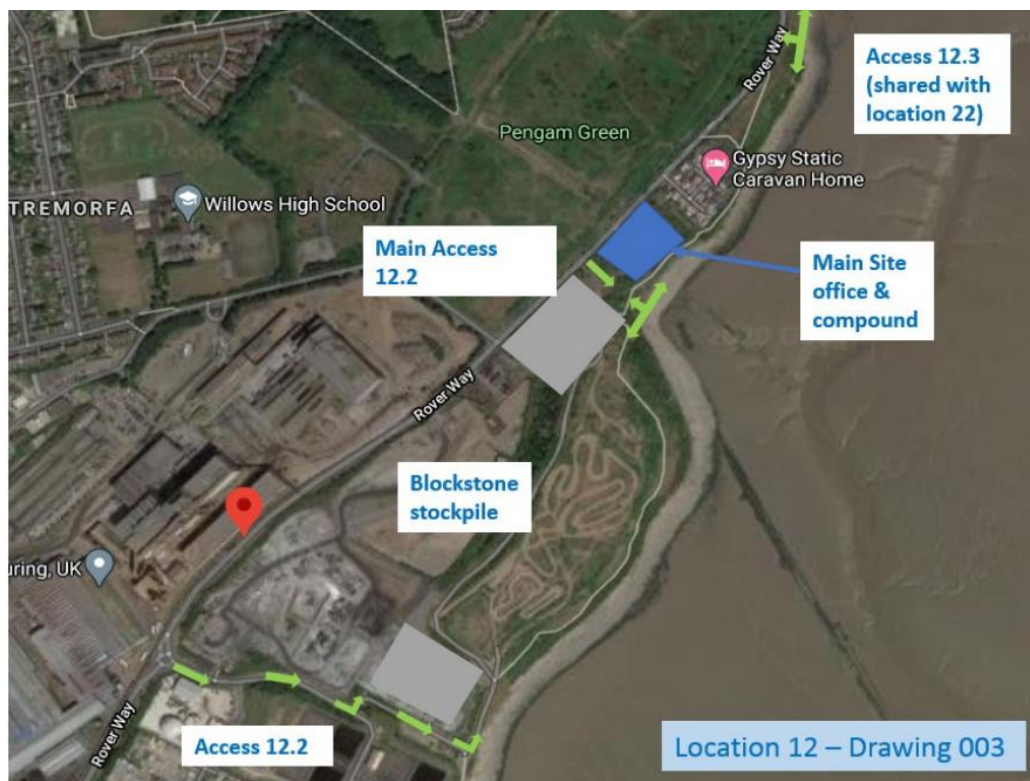 Rover Way
Access 12.3
(shared with
location 22)
Pengam Green
Gypsy Static
Caravan Home
TREMORFA
Willows High School
Main Access
12.2
Main Site
office &
compound
Rover Way
Blockstone
stockpile
uring, UK
Rover Way
Access 12.2
Location 12 – Drawing 003